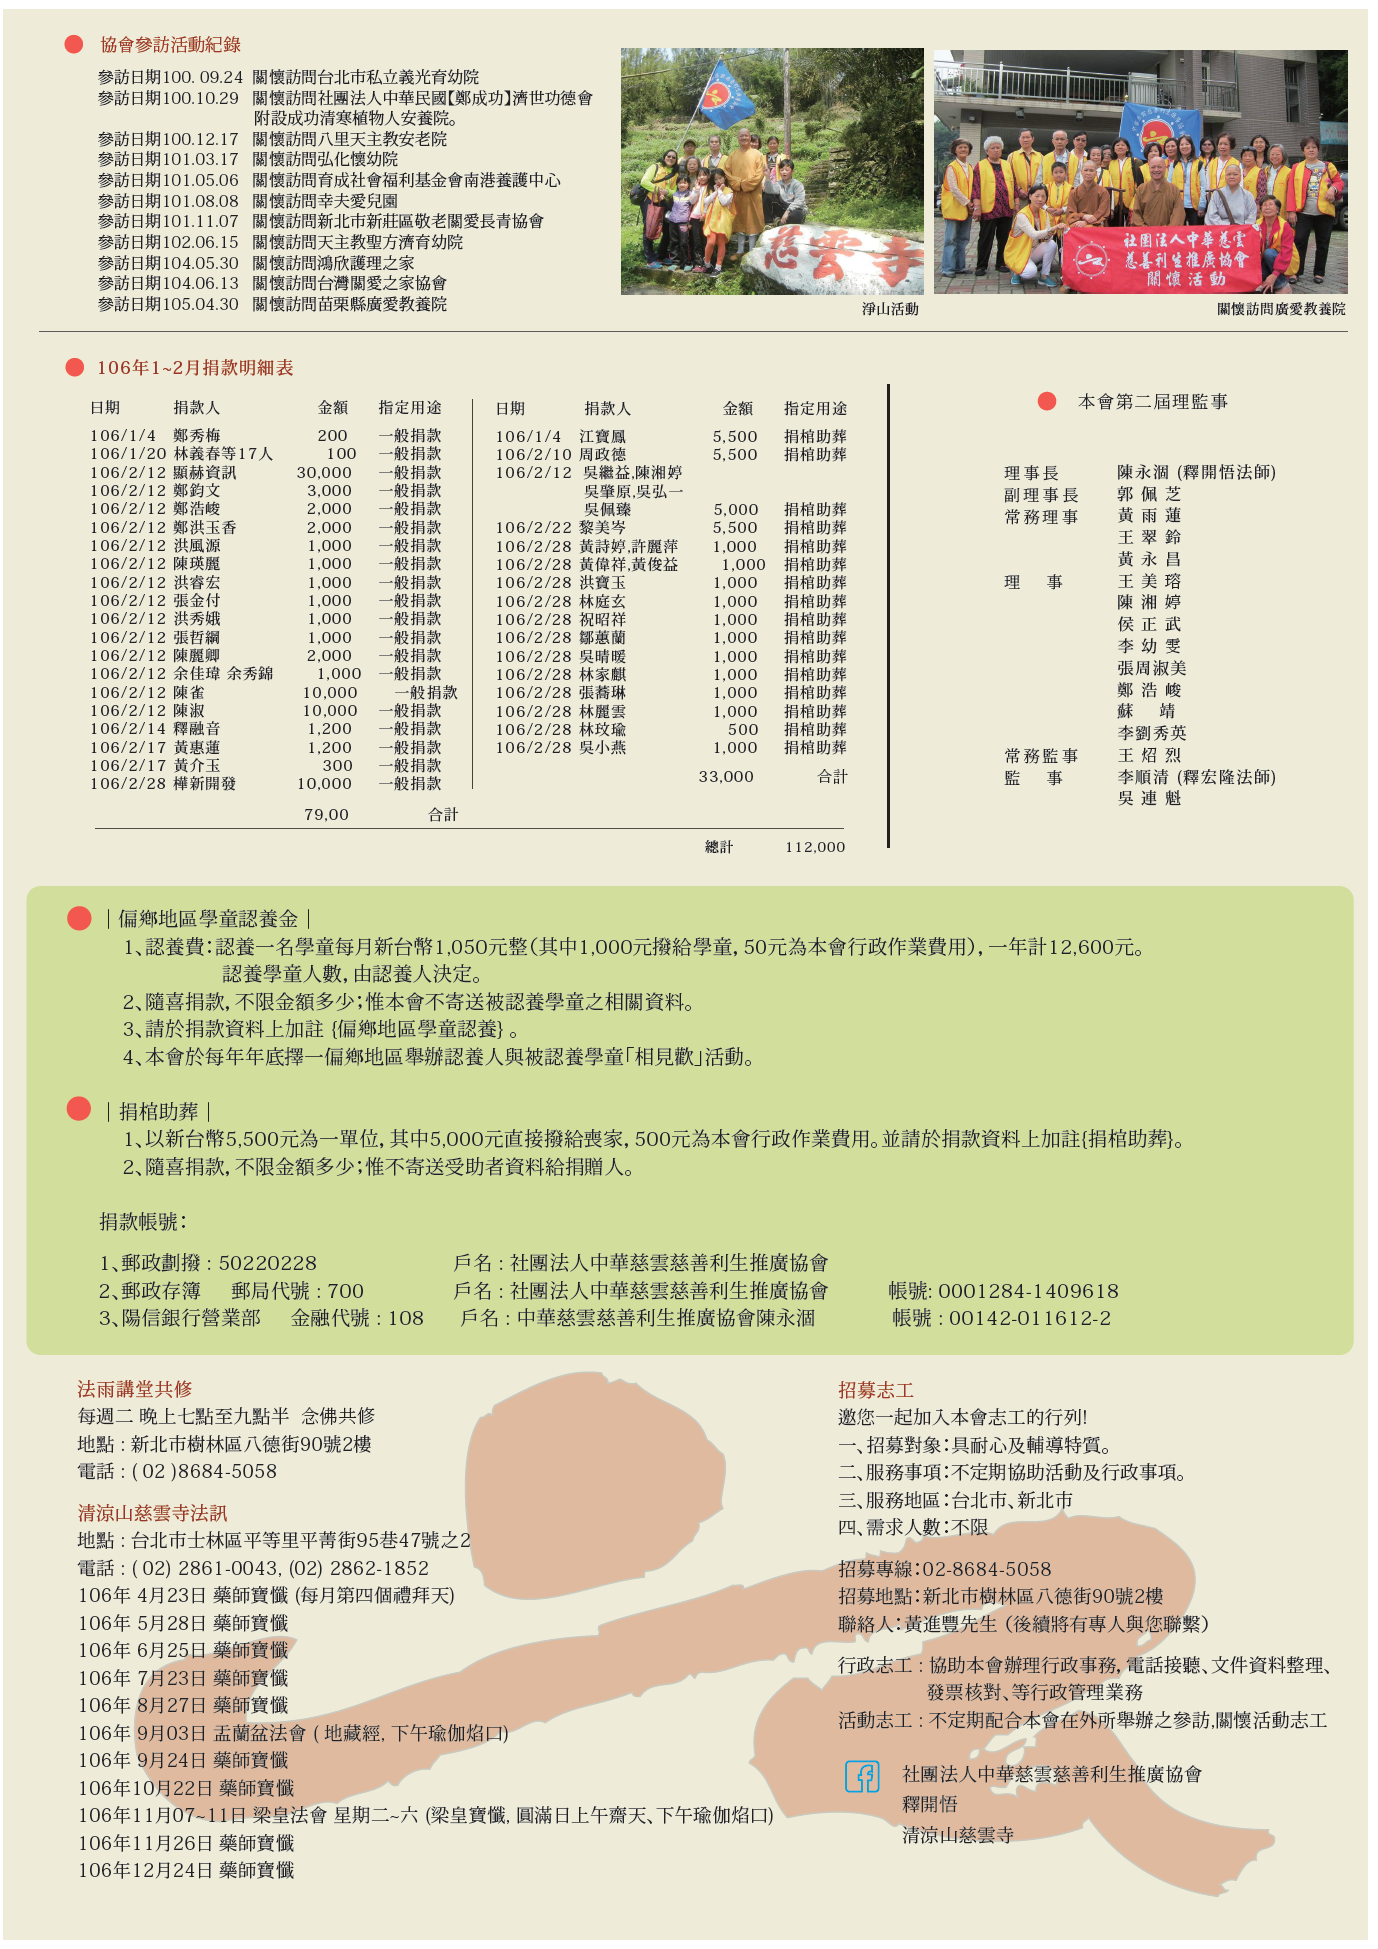 協會參訪活動紀錄
參訪日期100. 09.24 關懷訪問台北市私立義光育幼院
參訪日期100.10.29 關懷訪問社團法人中華民國【鄭成功】濟世功德會
附設成功清寒植物人安養院。
參訪日期100.12.17 關懷訪問八里天主教安老院
參訪日期101.03.17 關懷訪問弘化懷幼院
參訪日期101.05.06 關懷訪問育成社會福利基金會南港養護中心
參訪日期101.08.08 關懷訪問幸夫愛兒園
參訪日期101.11.07 關懷訪問新北市新莊區敬老關愛長青協會
參訪日期102.06.15 關懷訪問天主教聖方濟育幼院
參訪日期104.05.30 關懷訪問鴻欣護理之家
參訪日期104.06.13 關懷訪問台灣關愛之家協會
參訪日期105.04.30 關懷訪問苗栗縣廣愛教養院
慈雲寺
淨山活動
社團法人中華慈雲
慈善利生推廣協會
關懷活動
關懷訪問廣愛教養院
106年1~2月捐款明細表
日期 捐款人 金額 指定用途
106/1/4 鄭秀梅 200 一般捐款
106/1/20 林義春等17人 100 一般捐款
106/2/12 顯赫資訊 30,000 一般捐款
106/2/12 鄭鈞文 3,000 一般捐款
106/2/12 鄭浩峻 2,000 一般捐款
106/2/12 鄭洪玉香 2,000 一般捐款
106/2/12 洪風源 1,000 一般捐款
106/2/12 陳瑛麗 1,000 一般捐款
106/2/12 洪睿宏 1,000 一般捐款
106/2/12 張金付 1,000 一般捐款
106/2/12 洪秀娥 1,000 一般捐款
106/2/12 張哲綱 1,000 一般捐款
106/2/12 陳麗卿 2,000 一般捐款
106/2/12 余佳瑋 余秀錦 1,000 一般捐款
106/2/12 陳雀 10,000 一般捐款
106/2/12 陳淑 10,000 一般捐款
106/2/14 釋融音 1,200 一般捐款
106/2/17 黃惠蓮 1,200 一般捐款
106/2/17 黃介玉 300 一般捐款
106/2/28 樺新開發 10,000 一般捐款
79,00 合計
日期 捐款人 金額 指定用途
106/1/4 江寶鳳 5,500 捐棺助葬
106/2/10 周政德 5,500 捐棺助葬
106/2/12 吳繼益,陳湘婷
吳肇原,吳弘一
吳佩臻 5,000 捐棺助葬
106/2/22 黎美岑 5,500 捐棺助葬
106/2/28 黃詩婷,許麗萍 1,000 捐棺助葬
106/2/28 黃偉祥,黃俊益 1,000 捐棺助葬
106/2/28 洪寶玉 1,000 捐棺助葬
106/2/28 林庭玄 1,000 捐棺助葬
106/2/28 祝昭祥 1,000 捐棺助葬
106/2/28 鄒蕙蘭 1,000 捐棺助葬
106/2/28 吳晴暖 1,000 捐棺助葬
106/2/28 林家麒 1,000 捐棺助葬
106/2/28 張蕎琳 1,000 捐棺助葬
106/2/28 林麗雲 1,000 捐棺助葬
106/2/28 林玟瑜 500 捐棺助葬
106/2/28 吳小燕 1,000 捐棺助葬
33,000 合計
總計 112,000
本會第二屆理監事
理事長 陳永涸 (釋開悟法師)
副理事長 郭 佩 芝
常務理事 黃 雨 蓮
王 翠 鈴
黃 永 昌
理 事 王 美 瑢
陳 湘 婷
侯 正 武
李 幼 雯
張周淑美
鄭 浩 峻
蘇 靖
李劉秀英
常務監事 王 炤 烈
監 事 李順清 (釋宏隆法師)
吳 連 魁
｜偏鄉地區學童認養金｜
1、認養費：認養一名學童每月新台幣1,050元整（其中1,000元撥給學童，50元為本會行政作業費用），一年計12,600元。
認養學童人數，由認養人決定。
2、隨喜捐款，不限金額多少；惟本會不寄送被認養學童之相關資料。
3、請於捐款資料上加註 {偏鄉地區學童認養} 。
4、本會於每年年底擇一偏鄉地區舉辦認養人與被認養學童「相見歡」活動。
｜捐棺助葬｜
1、以新台幣5,500元為一單位，其中5,000元直接撥給喪家，500元為本會行政作業費用。並請於捐款資料上加註{捐棺助葬}。
2、隨喜捐款，不限金額多少；惟不寄送受助者資料給捐贈人。
捐款帳號：
1、郵政劃撥 : 50220228 戶名 : 社團法人中華慈雲慈善利生推廣協會
2、郵政存簿 郵局代號 : 700 戶名 : 社團法人中華慈雲慈善利生推廣協會 帳號: 0001284-1409618
3、陽信銀行營業部 金融代號 : 108 戶名 : 中華慈雲慈善利生推廣協會陳永涸 帳號 : 00142-011612-2
法雨講堂共修
每週二 晚上七點至九點半 念佛共修
地點 : 新北市樹林區八德街90號2樓
電話 : ( 02 )8684-5058
清涼山慈雲寺法訊
地點 : 台北市士林區平等里平菁街95巷47號之2
電話 : ( 02) 2861-0043, (02) 2862-1852
106年 4月23日 藥師寶懺 (每月第四個禮拜天)
106年 5月28日 藥師寶懺
106年 6月25日 藥師寶懺
106年 7月23日 藥師寶懺
106年 8月27日 藥師寶懺
106年 9月03日 盂蘭盆法會 ( 地藏經, 下午瑜伽焰口)
106年 9月24日 藥師寶懺
106年10月22日 藥師寶懺
106年11月07~11日 梁皇法會 星期二~六 (梁皇寶懺, 圓滿日上午齋天、下午瑜伽焰口)
106年11月26日 藥師寶懺
106年12月24日 藥師寶懺
招募志工
邀您一起加入本會志工的行列!
一、招募對象：具耐心及輔導特質。
二、服務事項：不定期協助活動及行政事項。
三、服務地區：台北市、新北市
四、需求人數：不限
招募專線：02-8684-5058
招募地點：新北市樹林區八德街90號2樓
聯絡人：黃進豐先生（後續將有專人與您聯繫）
行政志工 : 協助本會辦理行政事務，電話接聽、文件資料整理、
發票核對、等行政管理業務
活動志工 : 不定期配合本會在外所舉辦之參訪,關懷活動志工
社團法人中華慈雲慈善利生推廣協會
釋開悟
清涼山慈雲寺